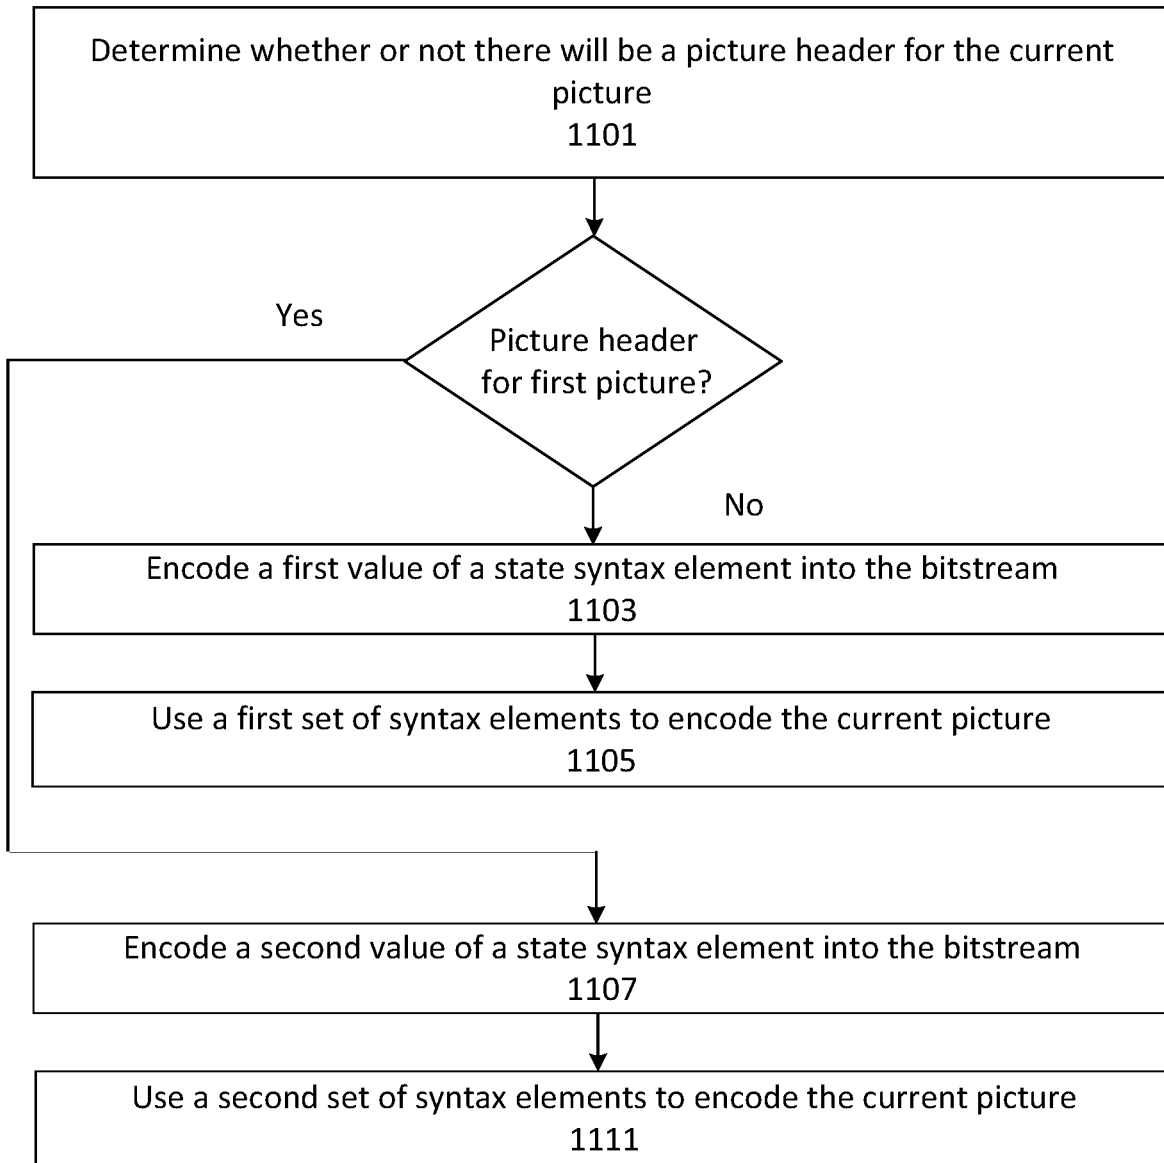 Determine whether or not there will be a picture header for the current
picture
1101
Yes
Picture header
for first picture?
No
Encode a first value of a state syntax element into the bitstream
1103
Use a first set of syntax elements to encode the current picture
1105
Encode a second value of a state syntax element into the bitstream
1107
Use a second set of syntax elements to encode the current picture
1111